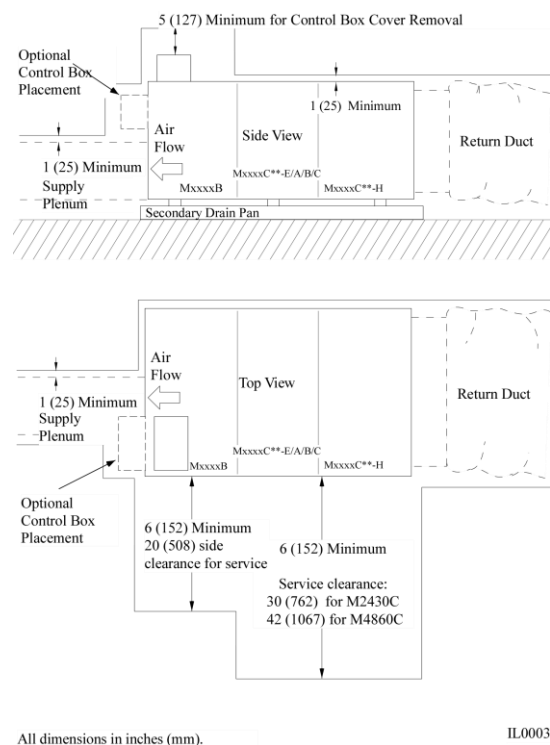 5 (127) Minimum for Control Box Cover Removal
Optional
Control Box
Placement
1 (25) Minimum
Air
Flow
Side View
Return Duct
1 (25) Minimum
Supply
Plenum
MxxxxB
MxxxxC**-E/A/B/C
MxxxxC**-H
Secondary Drain Pan
Air
Flow
Top View
Return Duct
1 (25) Minimum
Supply
Plenum
MxxxxB
MxxxxC**-E/A/B/C
MxxxxC**-H
Optional
Control Box
Placement
6 (152) Minimum
20 (508) side
clearance for service
6 (152) Minimum
Service clearance:
30 (762) for M2430C
42 (1067) for M4860C
All dimensions in inches (mm).
IL0003